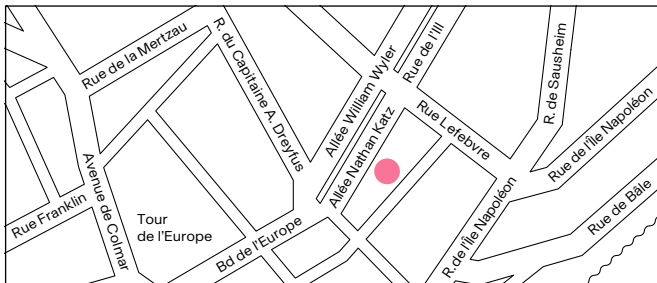 Rue de la Mertzau
R. du Capitaine A. Dreyfus
Allée William Wyler
Rue de l'Ill
R. de Sausheim
Allée Nathan Katz
Rue Lefebvre
Rue de l'Île Napoléon
Avenue de Colmar
Rue Franklin
Tour
de l'Europe
Bd de l'Europe
R. de l'Île Napoléon
Rue de Bâle